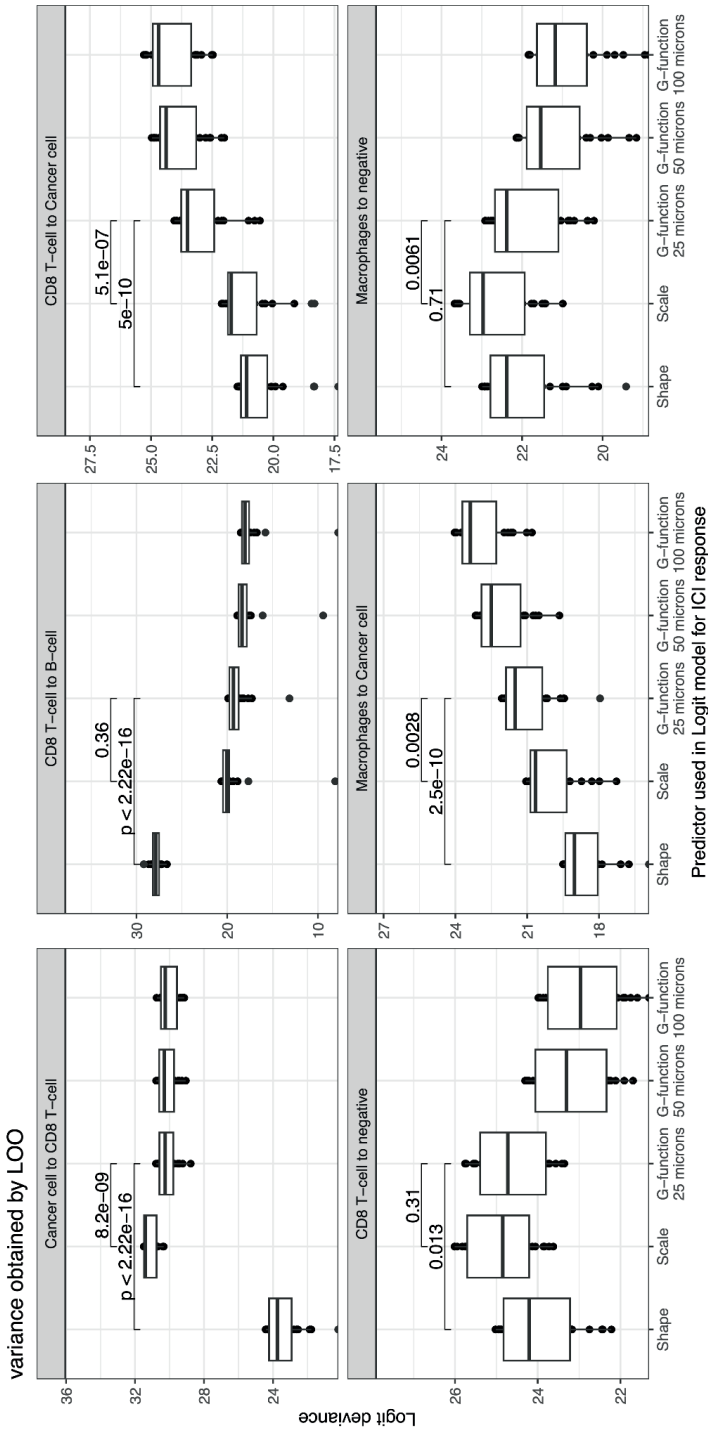 variance obtained by LOO
Cancer cell to CD8 T−cell
CD8 T−cell to B−cell
CD8 T−cell to Cancer cell
8.2e−09
p < 2.22e−16
0.36
p < 2.22e−16
5.1e−07
5e−10
36
32
28
24
30
20
10
27.5
25.0
22.5
20.0
17.5
CD8 T−cell to negative
Macrophages to Cancer cell
Macrophages to negative
0.31
0.013
0.0028
2.5e−10
0.0061
0.71
26
24
22
27
24
21
18
24
22
20
Shape
Scale
G−function
25 microns
G−function
50 microns
G−function
100 microns
Shape
Scale
G−function
25 microns
G−function
50 microns
G−function
100 microns
Shape
Scale
G−function
25 microns
G−function
50 microns
G−function
100 microns
Logit deviance
Predictor used in Logit model for ICI response